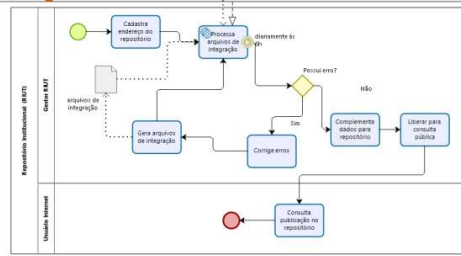 Cadastra
endereço do
repositório
Processa
arquivos de
integração
diariamente às
Possui erro?
Não
arquivos de
integração
Sim
Gera arquivos
de integração
Corrige erros
Complementa
dados para
repositório
Liberar para
consulta
pública
Repositório Institucional (RIUT)
Gestor RIUT
Usuário Internet
Consulta
publicação no
repositório